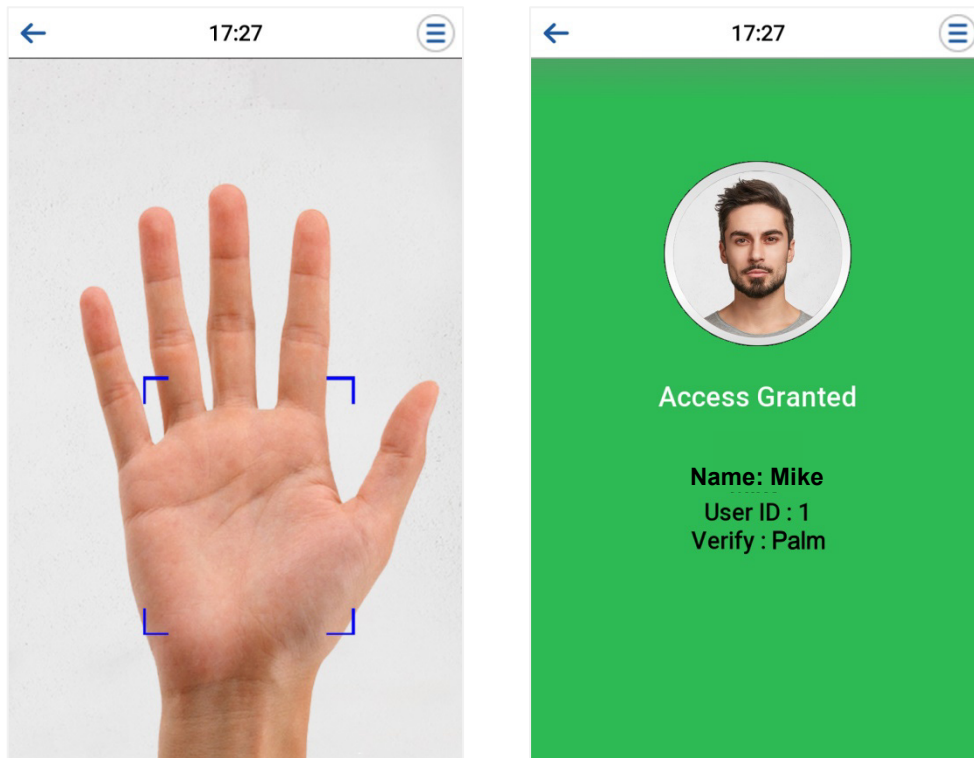 17:27
17:27
Access Granted
Name: Mike
User ID : 1
Verify : Palm